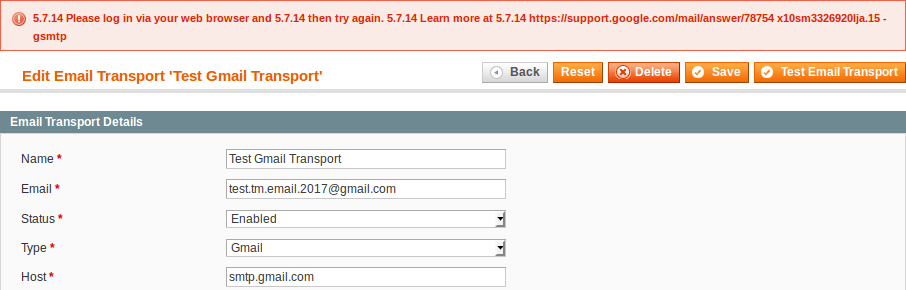 5.7.14 Please log in via your web browser and 5.7.14 then try again. 5.7.14 Learn more at 5.7.14 https://support.google.com/mail/answer/78754 x10sm3326920lja.15 -
gsmtp
Edit Email Transport 'Test Gmail Transport'
Back Reset Delete Save Test Email Transport
Email Transport Details
Name * Test Gmail Transport
Email * test.tm.email.2017@gmail.com
Status * Enabled
Type * Gmail
Host * smtp.gmail.com